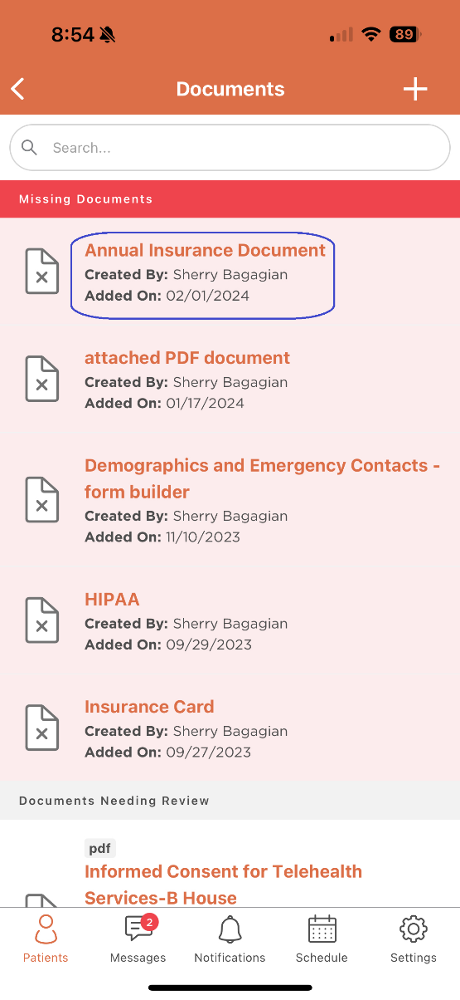 8:54
89
Documents
Search...
Missing Documents
Annual Insurance Document
Created By: Sherry Bagagian
Added On: 02/01/2024
attached PDF document
Created By: Sherry Bagagian
Added On: 01/17/2024
Demographics and Emergency Contacts -
form builder
Created By: Sherry Bagagian
Added On: 11/10/2023
HIPAA
Created By: Sherry Bagagian
Added On: 09/29/2023
Insurance Card
Created By: Sherry Bagagian
Added On: 09/27/2023
Documents Needing Review
pdf
Informed Consent for Telehealth
Services-B House
2
Patients Messages Notifications Schedule Settings